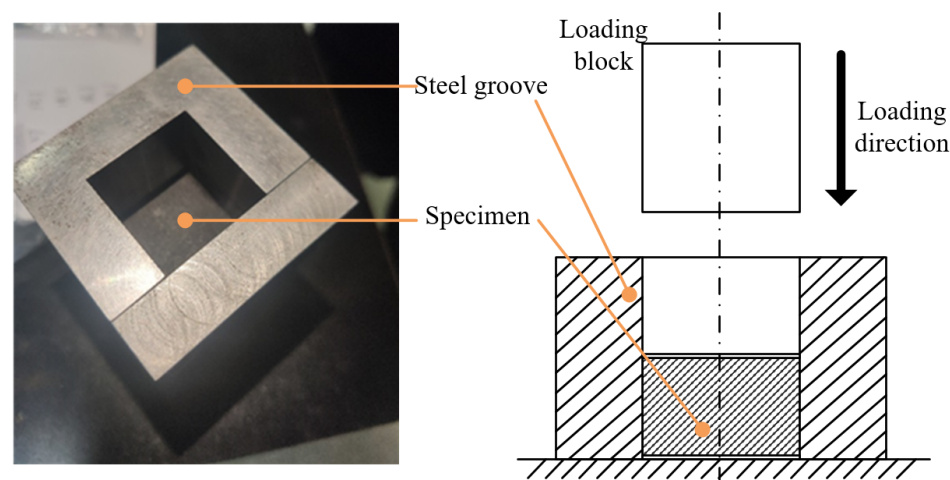 Loading
block
Steel groove
Loading
direction
Specimen